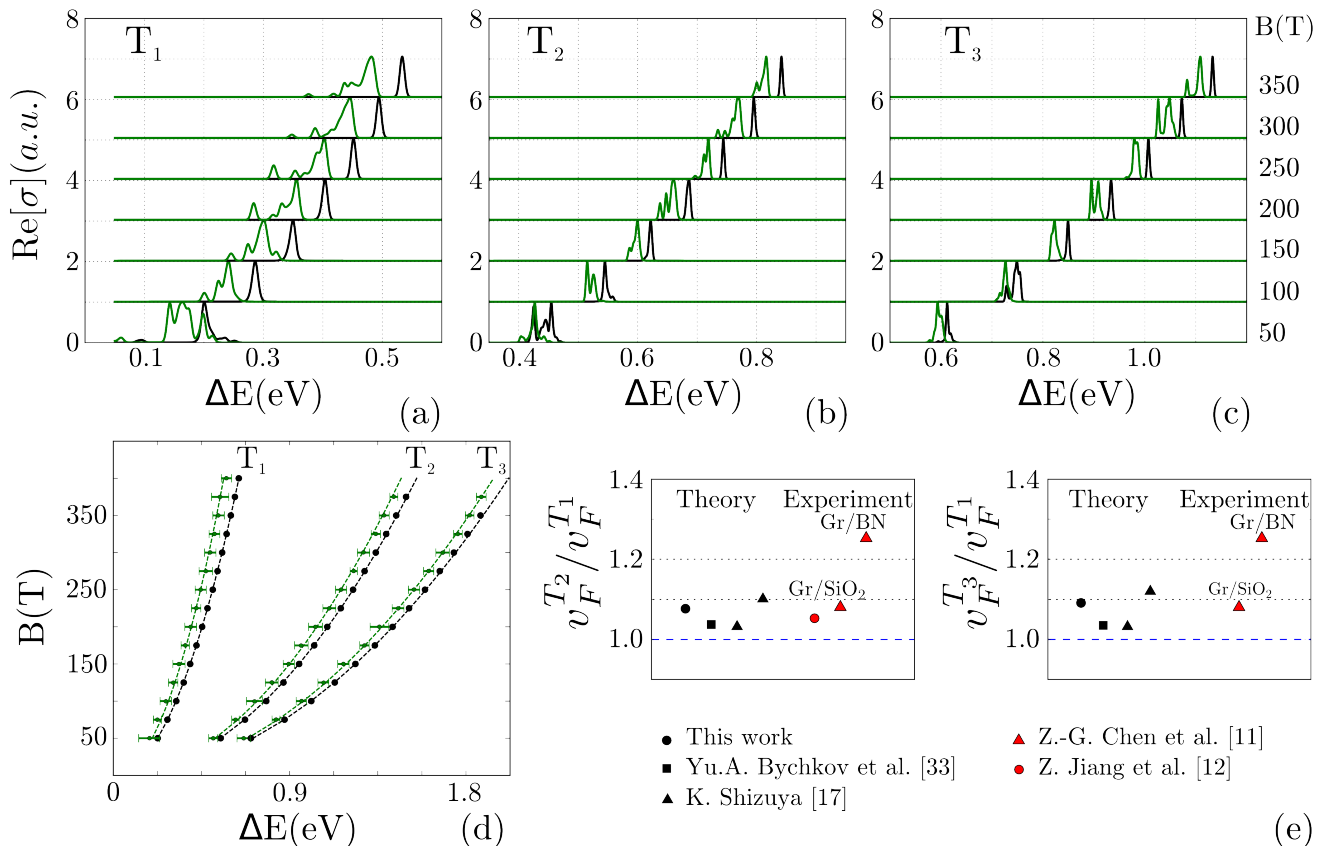 8
6
4
2
0
Re[σ](a.u.)
T1
0.1
0.3
0.5
ΔE(eV)
(a)
8
6
4
2
0
T2
0.4
0.6
0.8
ΔE(eV)
(b)
8
6
4
2
0
T3
0.6
0.8
1.0
ΔE(eV)
(c)
B(T)
350
300
250
200
150
100
50
B(T)
350
250
150
50
T1
T2
T3
0
0.9
1.8
ΔE(eV)
(d)
v_F^{T2}/v_F^{T1}
1.4
1.2
1.0
Theory Experiment
Gr/BN
Gr/SiO2
v_F^{T3}/v_F^{T1}
1.4
1.2
1.0
Theory Experiment
Gr/BN
Gr/SiO2
This work
Yu.A. Bychkov et al. [33]
K. Shizuya [17]
Z.-G. Chen et al. [11]
Z. Jiang et al. [12]
(e)